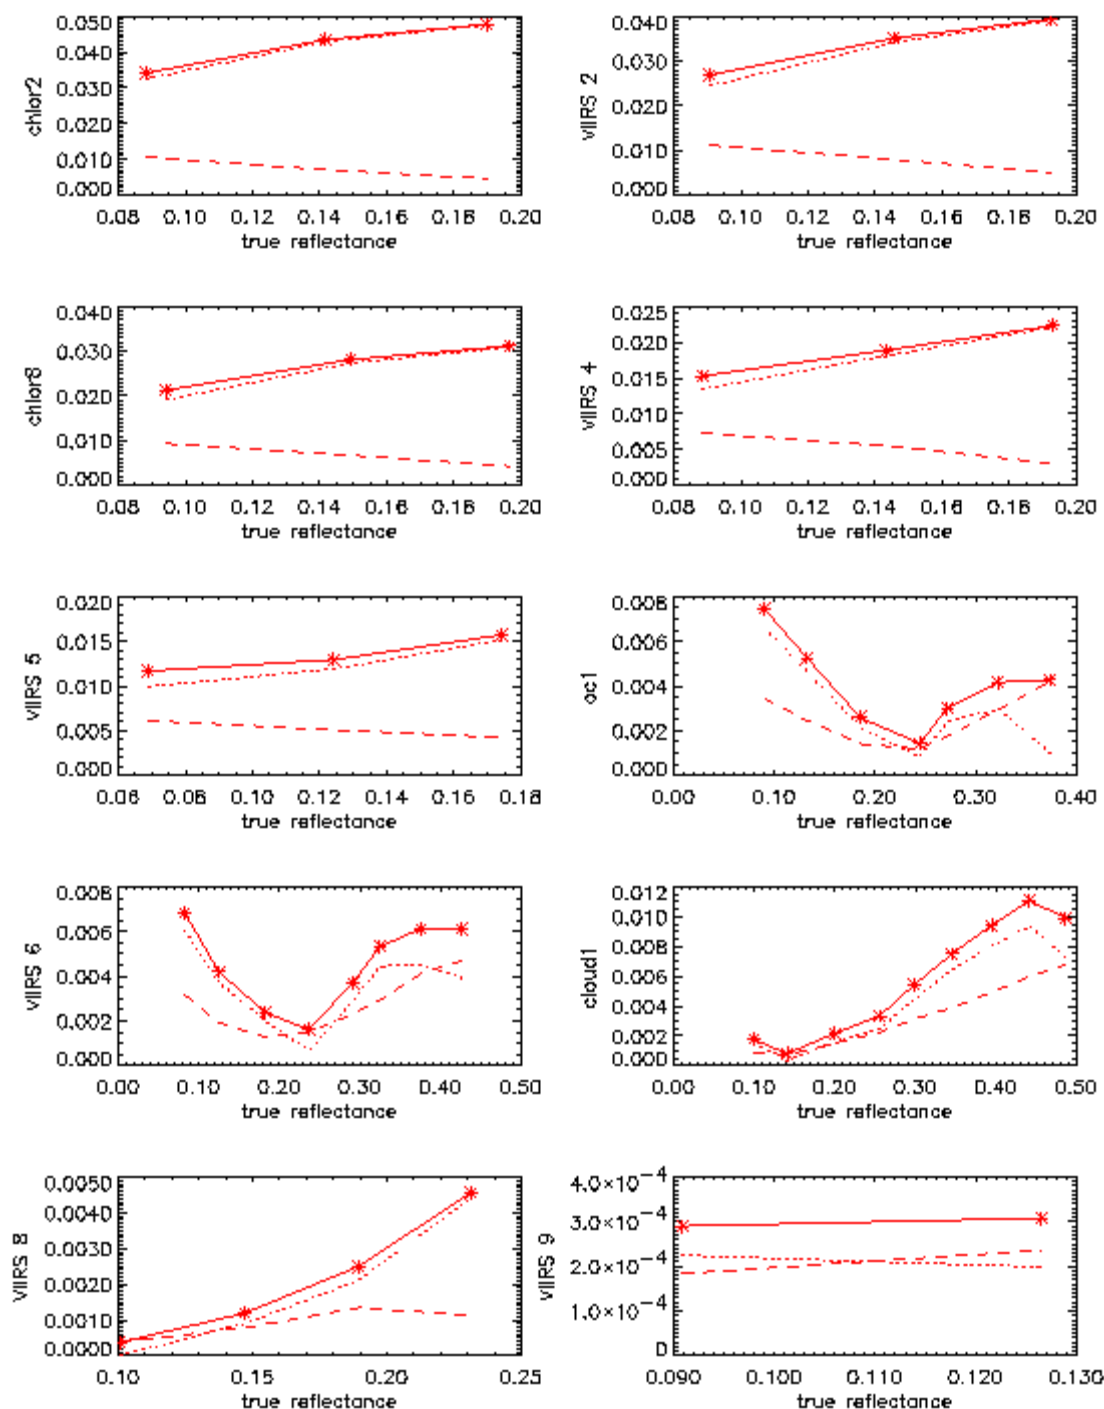 chlor2
0.050
0.040
0.030
0.020
0.010
0.000
0.08 0.10 0.12 0.14 0.16 0.18 0.20
true reflectance
VIIRS 2
0.040
0.030
0.020
0.010
0.000
0.08 0.10 0.12 0.14 0.16 0.18 0.20
true reflectance
chlor8
0.040
0.030
0.020
0.010
0.000
0.08 0.10 0.12 0.14 0.16 0.18 0.20
true reflectance
VIIRS 4
0.025
0.020
0.015
0.010
0.005
0.000
0.08 0.10 0.12 0.14 0.16 0.18 0.20
true reflectance
VIIRS 5
0.020
0.015
0.010
0.005
0.000
0.06 0.08 0.10 0.12 0.14 0.16 0.18
true reflectance
oc1
0.008
0.006
0.004
0.002
0.000
0.00 0.10 0.20 0.30 0.40
true reflectance
VIIRS 6
0.008
0.006
0.004
0.002
0.000
0.00 0.10 0.20 0.30 0.40 0.50
true reflectance
cloud1
0.012
0.010
0.008
0.006
0.004
0.002
0.000
0.00 0.10 0.20 0.30 0.40 0.50
true reflectance
VIIRS 8
0.0050
0.0040
0.0030
0.0020
0.0010
0.0000
0.10 0.15 0.20 0.25
true reflectance
VIIRS 9
4.0×10⁻⁴
3.0×10⁻⁴
2.0×10⁻⁴
1.0×10⁻⁴
0
0.090 0.100 0.110 0.120 0.130
true reflectance